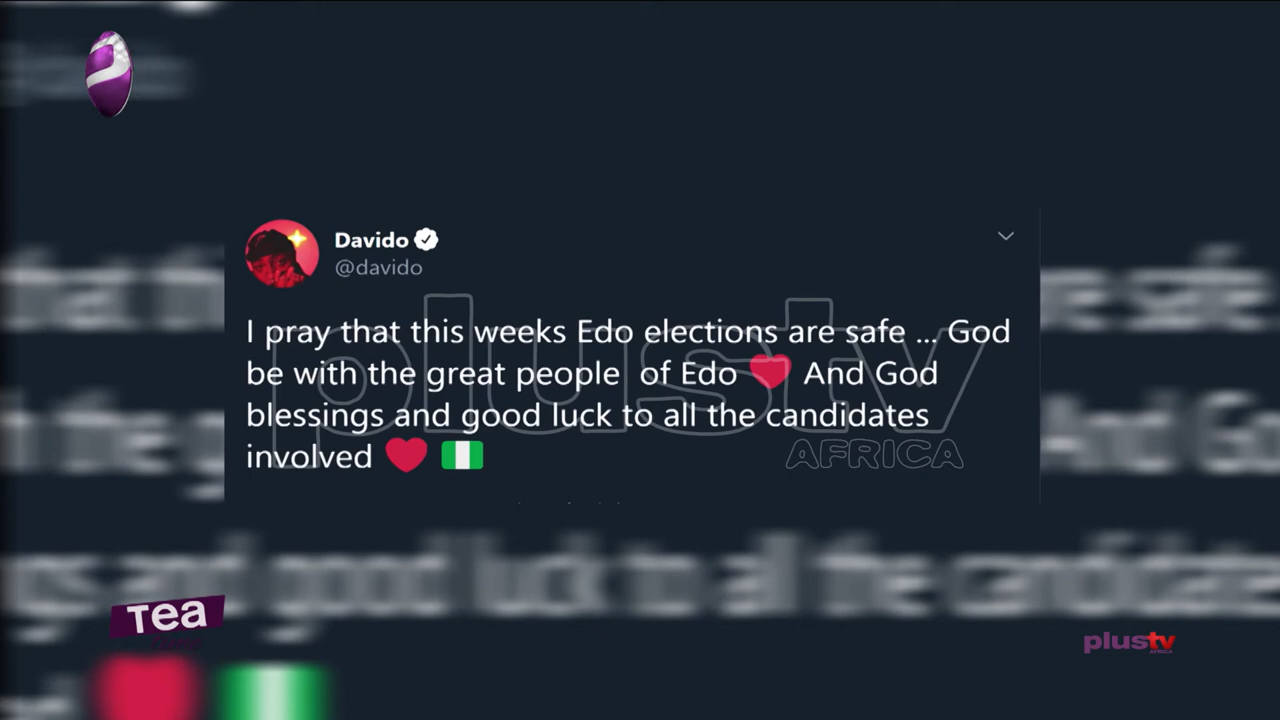 Davido
@davido
I pray that this weeks Edo elections are safe ... God
be with the great people of Edo ❤️ And God
blessings and good luck to all the candidates
involved ❤️ 🇳🇬
plustv
AFRICA
Tea
plustv
AFRICA